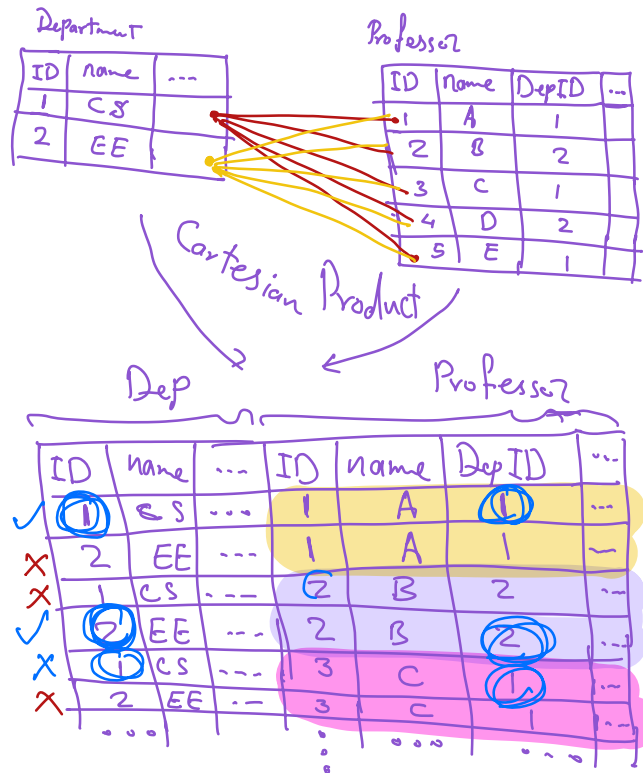 Department
ID name ...
1 CS
2 EE
Professor
ID Name DepID ...
1 A 1
2 B 2
3 C 1
4 D 2
5 E 1
Cartesian Product
Dep Professor
ID name ... ID name DepID ...
✓ 1 CS ... 1 A 1 ...
x 2 EE ... 1 A 1 ...
x 1 CS ... 2 B 2 ...
✓ 2 EE ... 2 B 2 ...
x 1 CS ... 3 C 1 ...
x 2 EE ... 3 C 1 ...
... ... ... ...